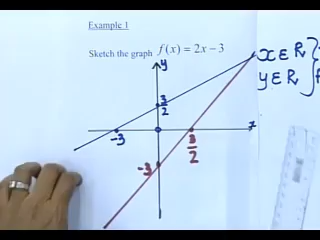 Example 1
Sketch the graph f(x) = 2x - 3
x ∈ R
y ∈ R
y
3/2
-3
x
3/2
-3